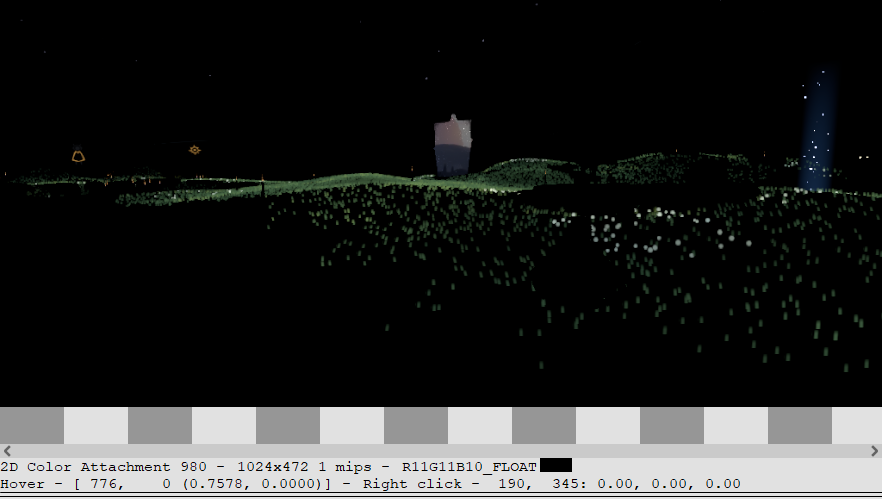 2D Color Attachment 980 - 1024x472 1 mips - R11G11B10_FLOAT
Hover - [ 776,    0 (0.7578, 0.0000)] - Right click -  190,  345: 0.00, 0.00, 0.00